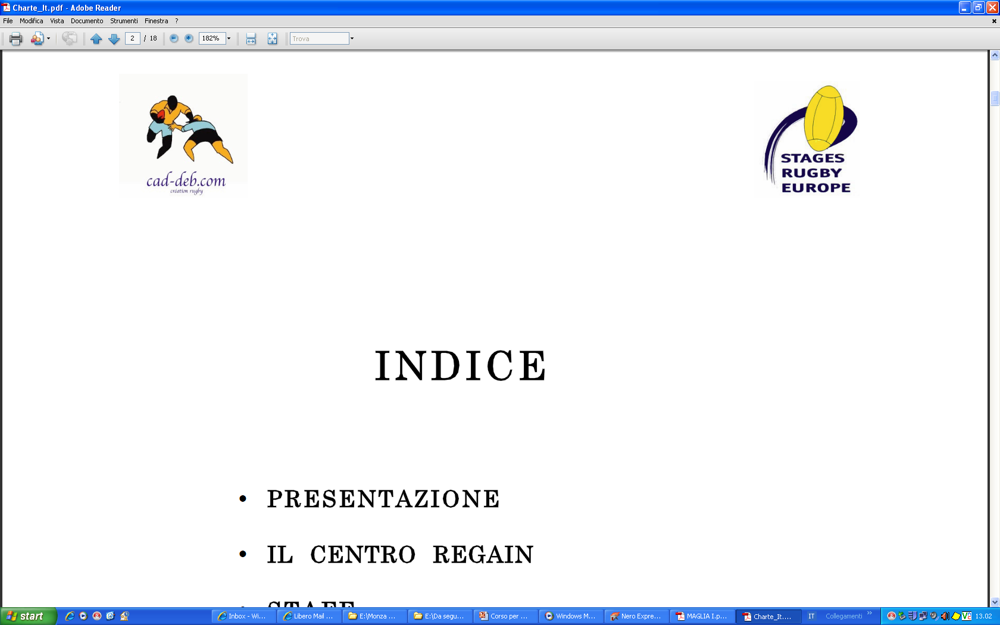 Charte_It.pdf - Adobe Reader
File Modifica Vista Documento Strumenti Finestra ?
2 / 18 182% Trova
cad-deb.com
création rugby
STAGES
RUGBY
EUROPE
INDICE
• PRESENTAZIONE
• IL CENTRO REGAIN
• STAFF
start Inbox - Wi... Libero Mail ... E:\Monza ... E:\Da segu... Corso per ... Windows M... Nero Expre... MAGLIA I.p... Charte_It.... IT Collegamenti » 13.02